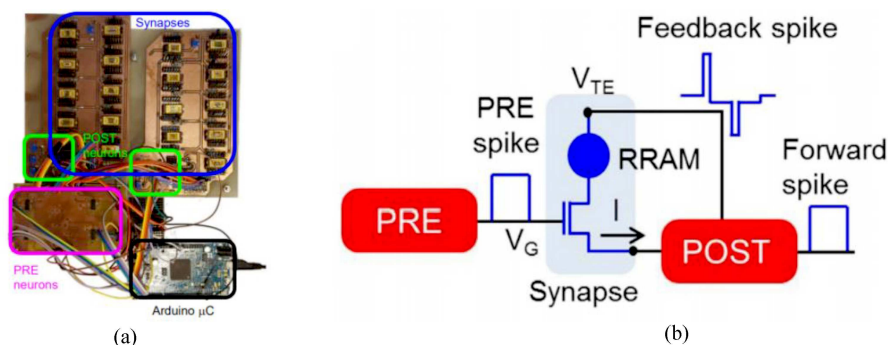 Synapses
POST
neurons
PRE
neurons
Arduino µC
(a)
Feedback spike
V_TE
PRE
spike
RRAM
Forward
spike
PRE
I
POST
V_G
Synapse
(b)